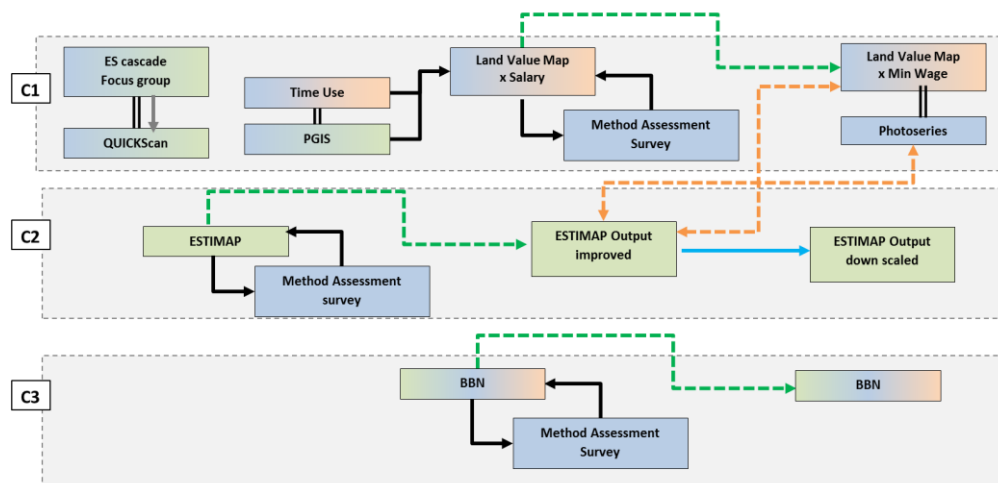 C1
ES cascade
Focus group
QUICKScan
Time Use
PGIS
Land Value Map
x Salary
Method Assessment
Survey
Land Value Map
x Min Wage
Photoseries
C2
ESTIMAP
Method Assessment
survey
ESTIMAP Output
improved
ESTIMAP Output
down scaled
C3
BBN
Method Assessment
Survey
BBN